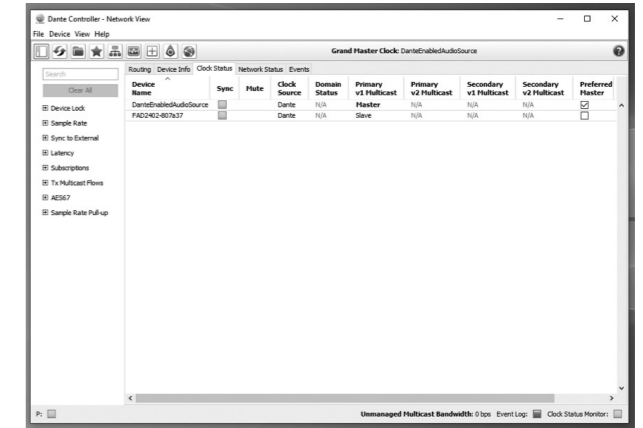 Dante Controller - Network View
File Device View Help
Grand Master Clock: DanteEnabledAudioSource
Search
Clear All
Device Lock
Sample Rate
Sync to External
Latency
Subscriptions
Tx Multicast Flows
AES67
Sample Rate Pull-up
Routing Device Info Clock Status Network Status Events
Device Name Sync Mute Clock Source Domain Status Primary v1 Multicast Primary v2 Multicast Secondary v1 Multicast Secondary v2 Multicast Preferred Master
DanteEnabledAudioSource Dante N/A Master N/A N/A N/A
FAD2402-807a37 Dante N/A Slave N/A N/A N/A
P: Unmanaged Multicast Bandwidth: 0 bps Event Log: Clock Status Monitor: